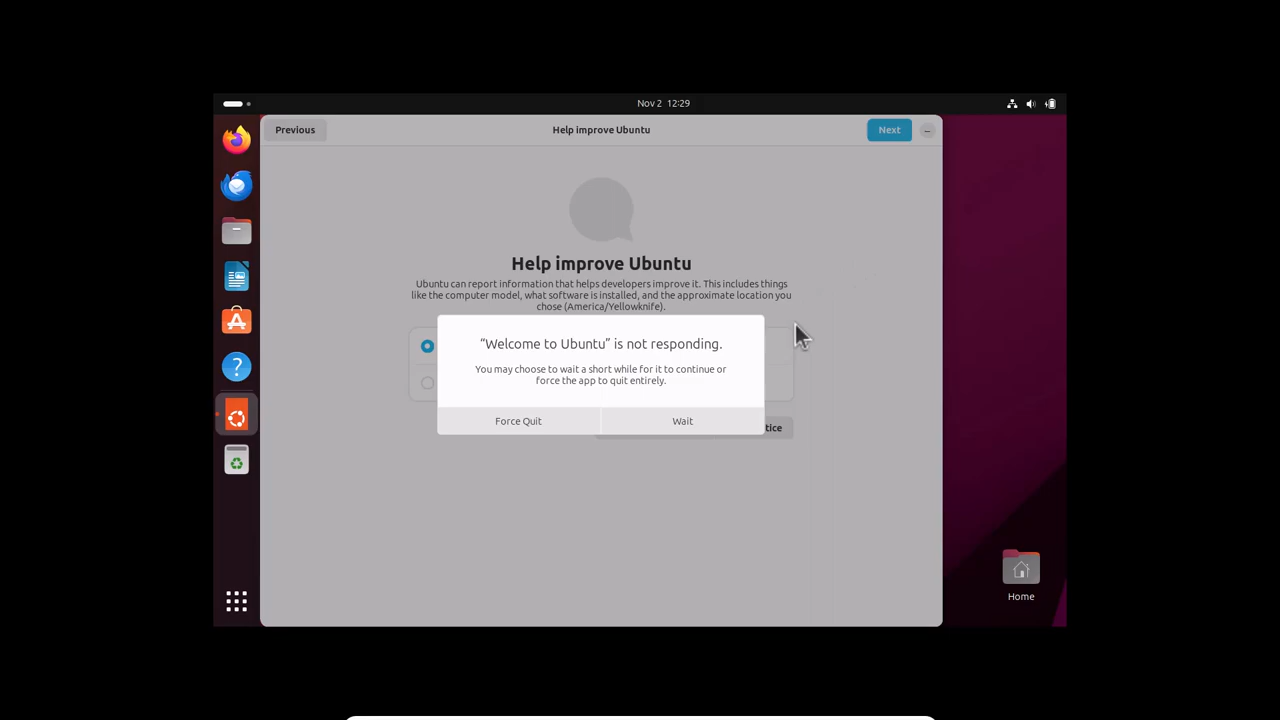 Nov 2 12:29
Previous
Help improve Ubuntu
Next
Help improve Ubuntu
Ubuntu can report information that helps developers improve it. This includes things
like the computer model, what software is installed, and the approximate location you
chose (America/Yellowknife).
“Welcome to Ubuntu” is not responding.
You may choose to wait a short while for it to continue or
force the app to quit entirely.
Force Quit
Wait
tice
Home